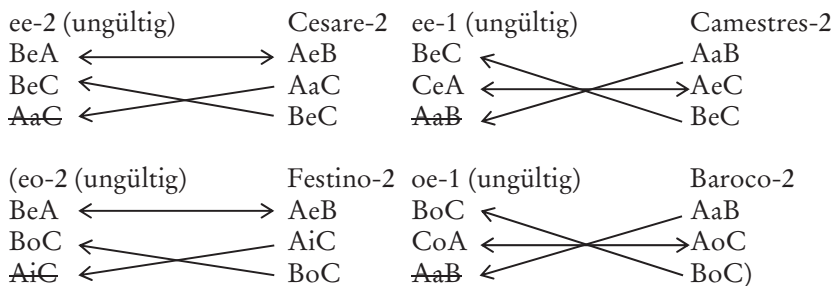 ee-2 (ungültig) Cesare-2 ee-1 (ungültig) Camestres-2
BeA AeB BeC AaB
BeC AaC CeA AeC
AaC BeC AaB BeC
(eo-2 (ungültig) Festino-2 oe-1 (ungültig) Baroco-2
BeA AeB BoC AaB
BoC AiC CoA AoC
AiC BoC AaB BoC)